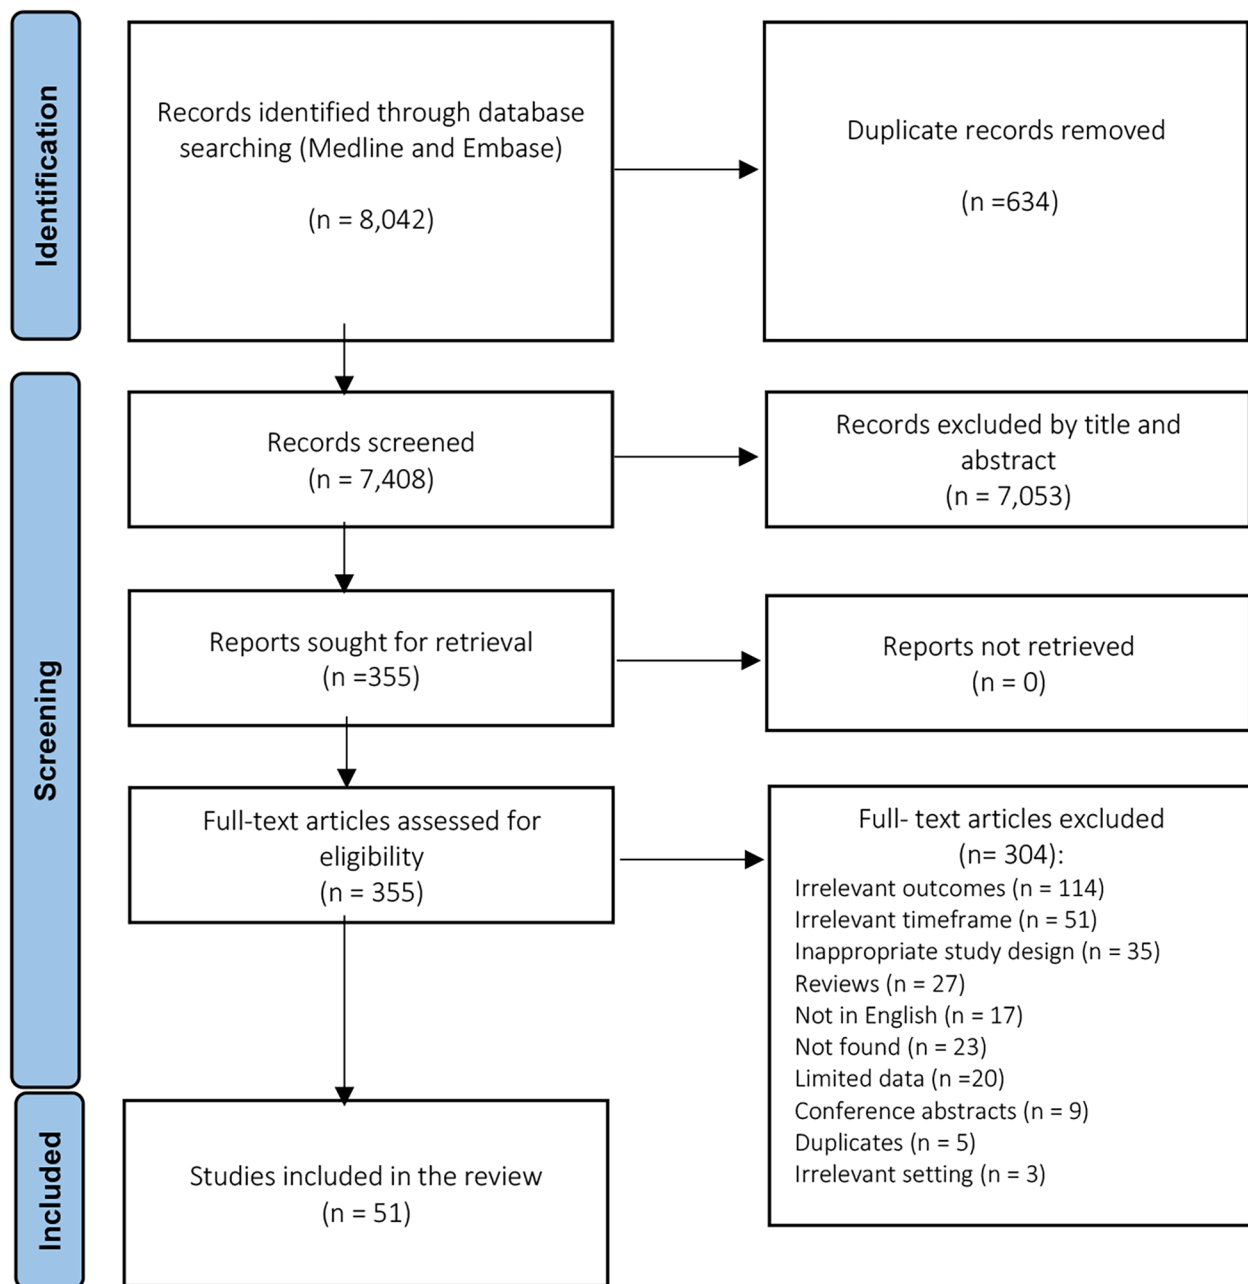 Identification
Records identified through database
searching (Medline and Embase)
(n = 8,042)
Duplicate records removed
(n =634)
Screening
Records screened
(n = 7,408)
Records excluded by title and
abstract
(n = 7,053)
Reports sought for retrieval
(n =355)
Reports not retrieved
(n = 0)
Full-text articles assessed for
eligibility
(n = 355)
Full- text articles excluded
(n= 304):
Irrelevant outcomes (n = 114)
Irrelevant timeframe (n = 51)
Inappropriate study design (n = 35)
Reviews (n = 27)
Not in English (n = 17)
Not found (n = 23)
Limited data (n =20)
Conference abstracts (n = 9)
Duplicates (n = 5)
Irrelevant setting (n = 3)
Included
Studies included in the review
(n = 51)